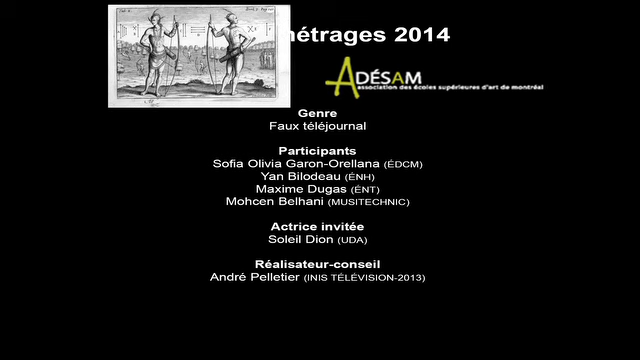 métrages 2014
ADÉSAM
association des écoles supérieures d'art de montréal
Genre
Faux téléjournal
Participants
Sofia Olivia Garon-Orellana (ÉDCM)
Yan Bilodeau (ÉNH)
Maxime Dugas (ÉNT)
Mohcen Belhani (MUSITECHNIC)
Actrice invitée
Soleil Dion (UDA)
Réalisateur-conseil
André Pelletier (INIS TÉLÉVISION-2013)